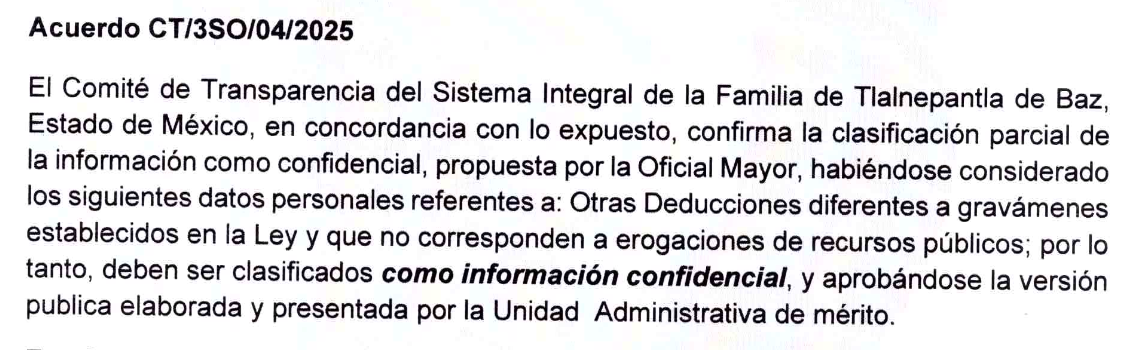 Acuerdo CT/3SO/04/2025
El Comité de Transparencia del Sistema Integral de la Familia de Tlalnepantla de Baz,
Estado de México, en concordancia con lo expuesto, confirma la clasificación parcial de
la información como confidencial, propuesta por la Oficial Mayor, habiéndose considerado
los siguientes datos personales referentes a: Otras Deducciones diferentes a gravámenes
establecidos en la Ley y que no corresponden a erogaciones de recursos públicos; por lo
tanto, deben ser clasificados como información confidencial, y aprobándose la versión
publica elaborada y presentada por la Unidad Administrativa de mérito.